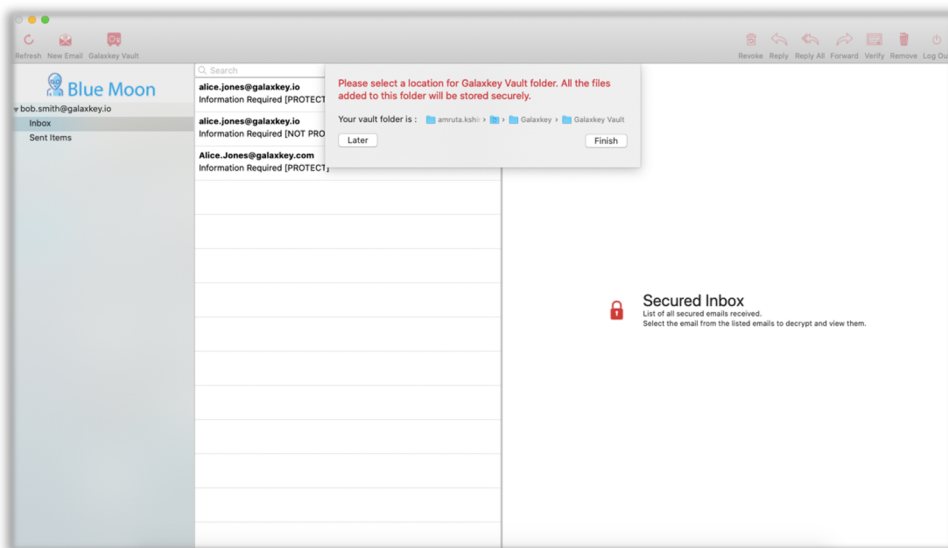 Refresh New Email Galaxkey Vault
Revoke Reply Reply All Forward Verify Remove Log Ou
Blue Moon
bob.smith@galaxkey.io
Inbox
Sent Items
Search
alice.jones@galaxkey.io
Information Required [PROTECT
alice.jones@galaxkey.io
Information Required [NOT PRO
Alice.Jones@galaxkey.com
Information Required [PROTECT]
Please select a location for Galaxkey Vault folder. All the files
added to this folder will be stored securely.
Your vault folder is : amruta.kshi Galaxkey Galaxkey Vault
Later
Finish
Secured Inbox
List of all secured emails received.
Select the email from the listed emails to decrypt and view them.